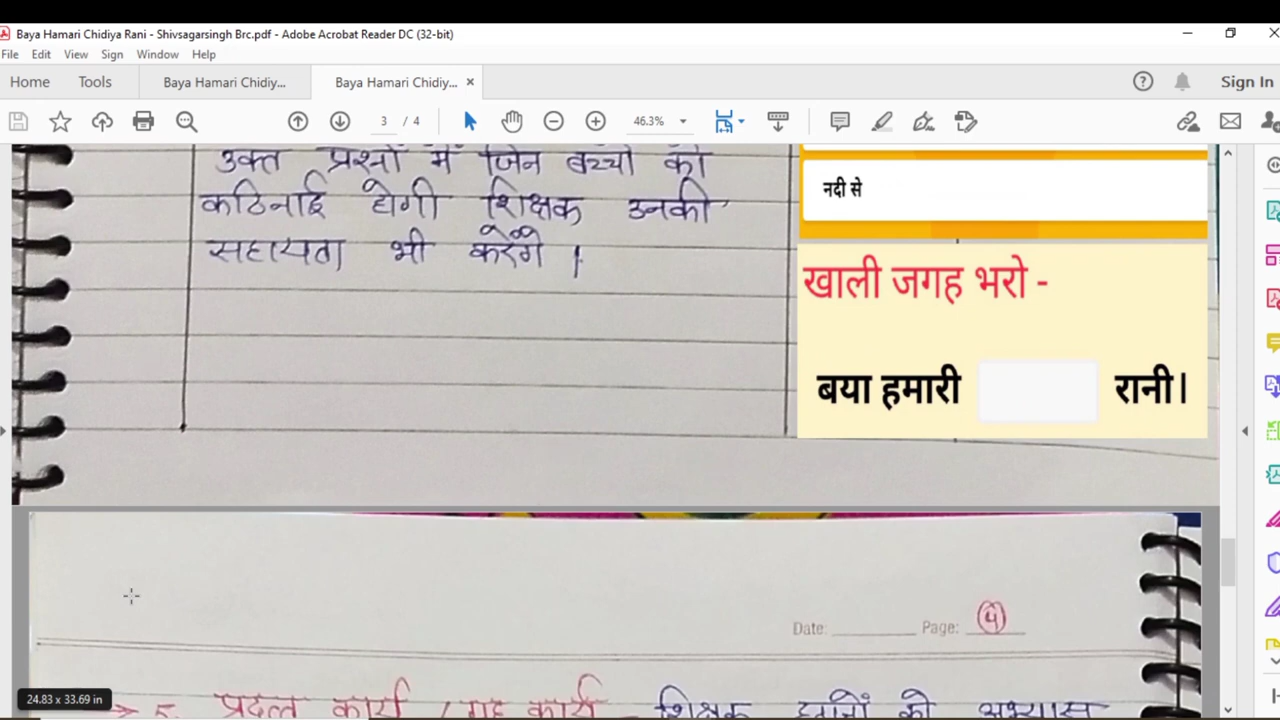 Baya Hamari Chidiya Rani - Shivsagarsingh Brc.pdf - Adobe Acrobat Reader DC (32-bit)
File Edit View Sign Window Help
Home Tools Baya Hamari Chidiy... Baya Hamari Chidiy... × Sign In
3 / 4 46.3%
उक्त प्रश्नों में जिन बच्चों को
कठिनाई होगी शिक्षक उनकी
सहायता भी करेंगे ।
नदी से
खाली जगह भरो -
बया हमारी रानी।
Date: Page: 4
→ 5. प्रदत्त कार्य / गृह कार्य - शिक्षक छात्रों को अभ्यास
24.83 x 33.69 in